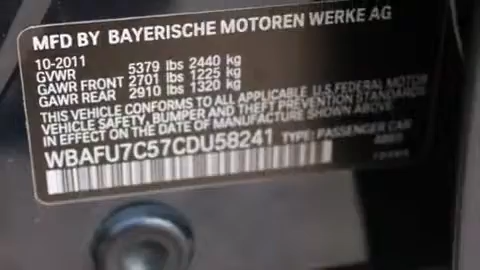 MFD BY BAYERISCHE MOTOREN WERKE AG
10-2011
GVWR 5379 lbs 2440 kg
GAWR FRONT 2701 lbs 1225 kg
GAWR REAR 2910 lbs 1320 kg
THIS VEHICLE CONFORMS TO ALL APPLICABLE U.S. FEDERAL MOTOR
VEHICLE SAFETY, BUMPER AND THEFT PREVENTION STANDARDS
IN EFFECT ON THE DATE OF MANUFACTURE SHOWN ABOVE.
WBAFU7C57CDU58241 TYPE: PASSENGER CAR